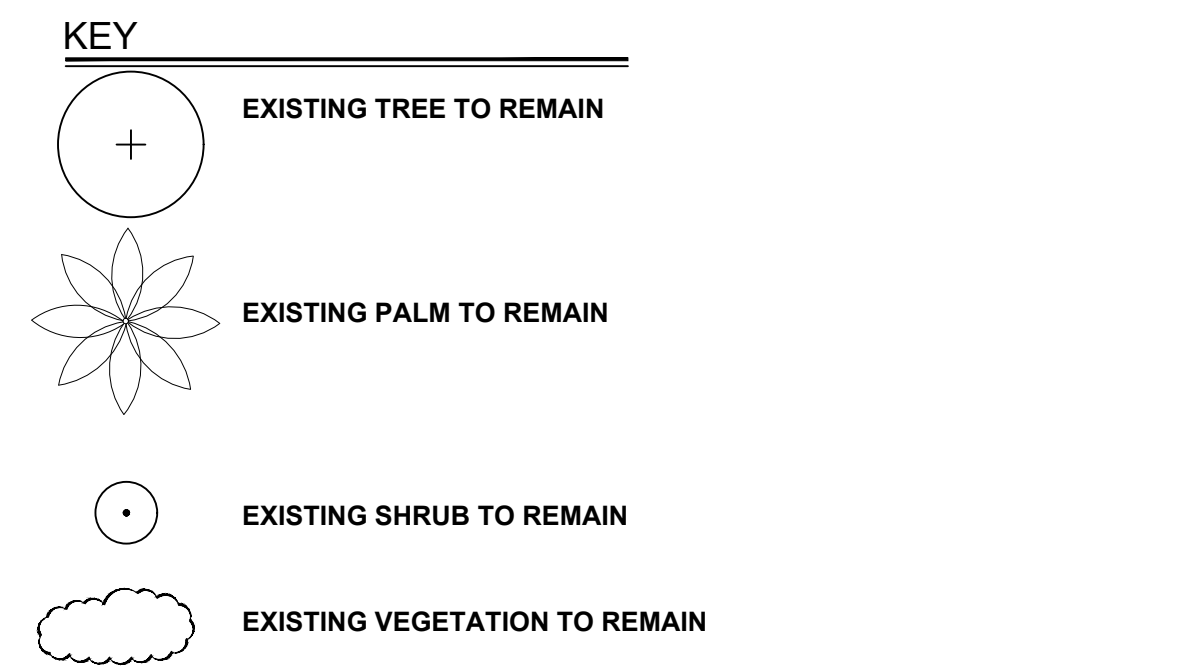 KEY
EXISTING TREE TO REMAIN
EXISTING PALM TO REMAIN
EXISTING SHRUB TO REMAIN
EXISTING VEGETATION TO REMAIN